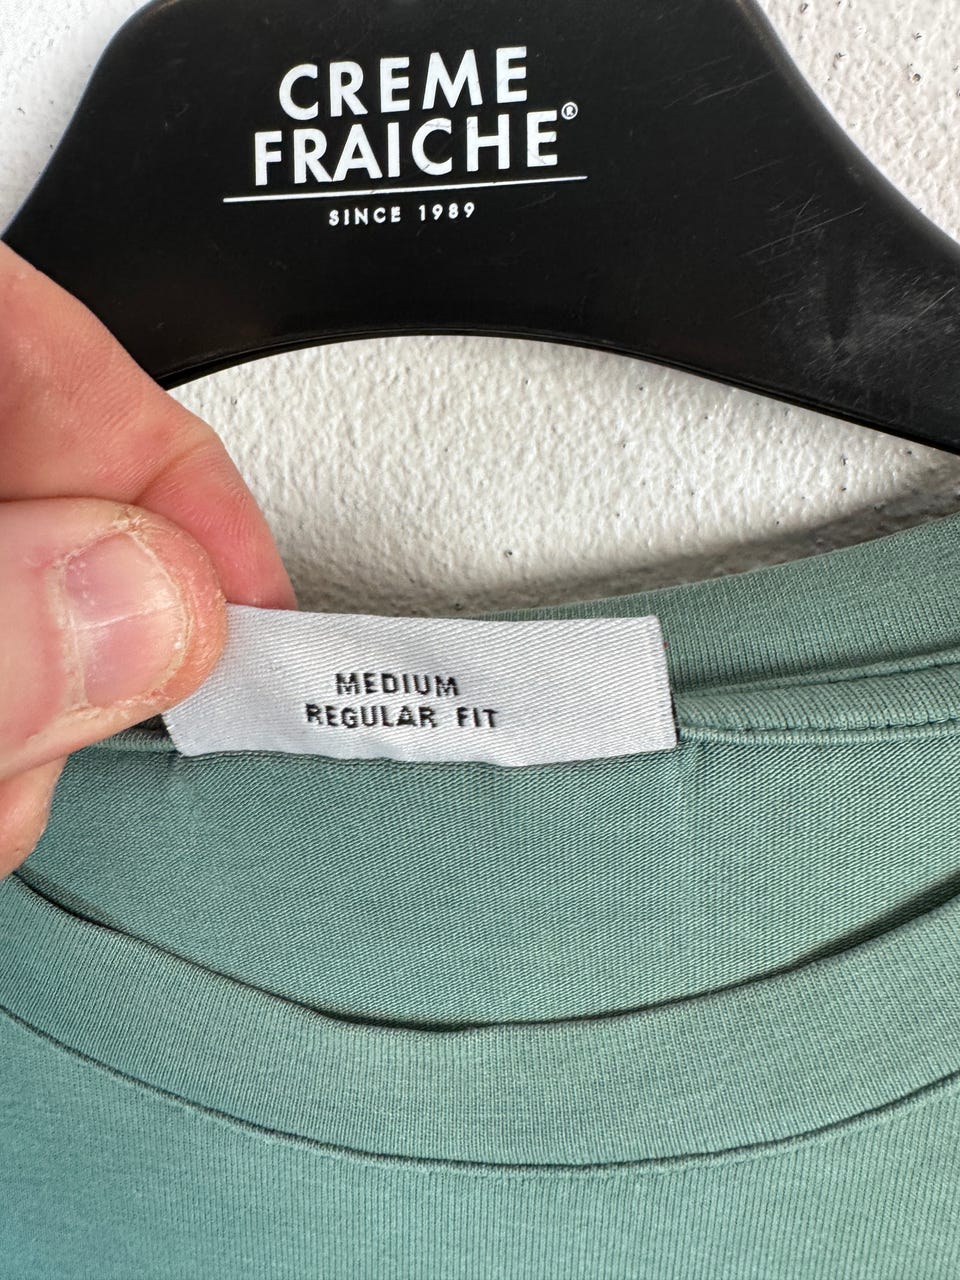 CREME
FRAICHE®
SINCE 1989
MEDIUM
REGULAR FIT